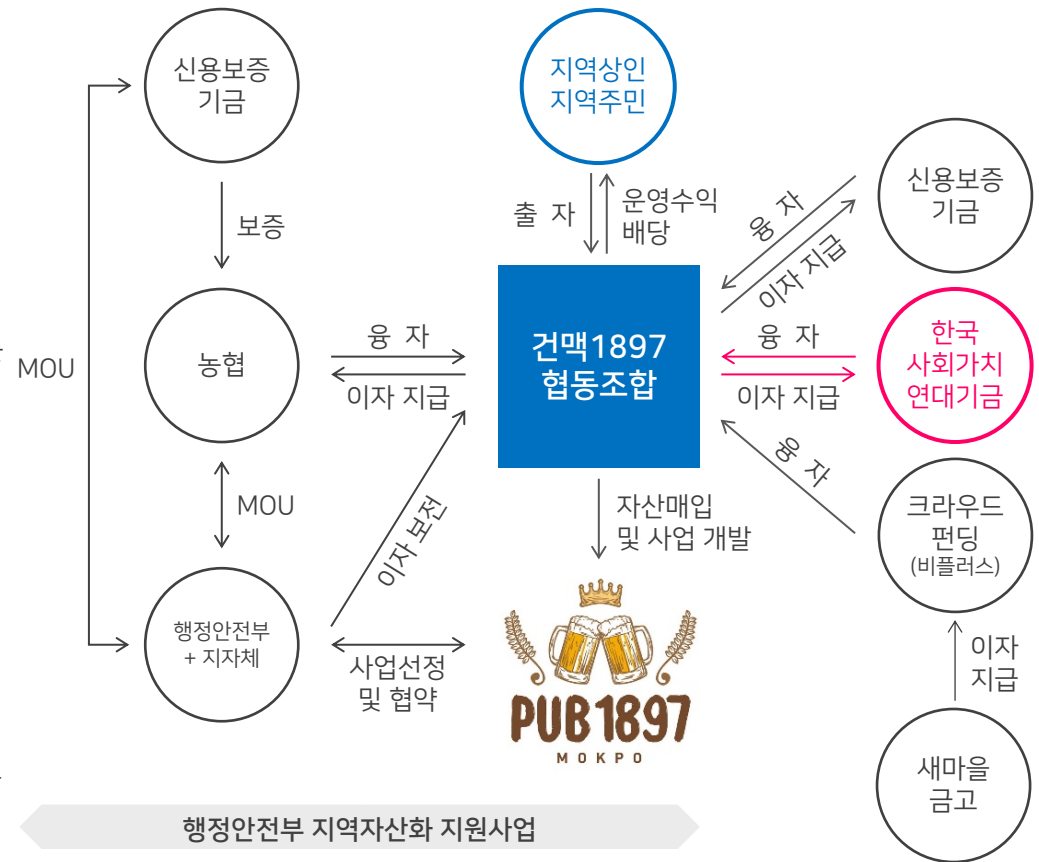 신용보증
기금
지역상인
지역주민
신용보증
기금
보증
출 자
운영수익
배당
융 자
이자 지급
MOU
농협
융 자
이자 지급
건맥1897
협동조합
융 자
이자 지급
한국
사회가치
연대기금
MOU
이자 보전
자산매입
및 사업 개발
융 자
크라우드
펀딩
(비플러스)
행정안전부
+ 지자체
사업선정
및 협약
PUB 1897
MOKPO
이자
지급
새마을
금고
행정안전부 지역자산화 지원사업